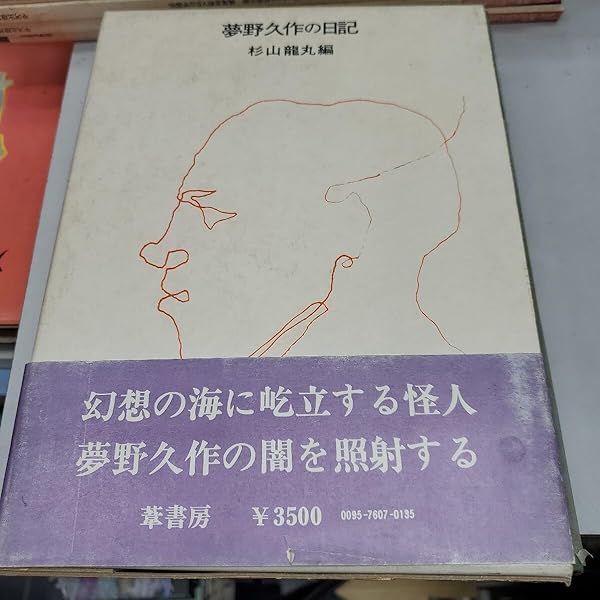 夢野久作の日記
杉山龍丸編
幻想の海に屹立する怪人
夢野久作の闇を照射する
葦書房 ￥3500 0095-7607-0135